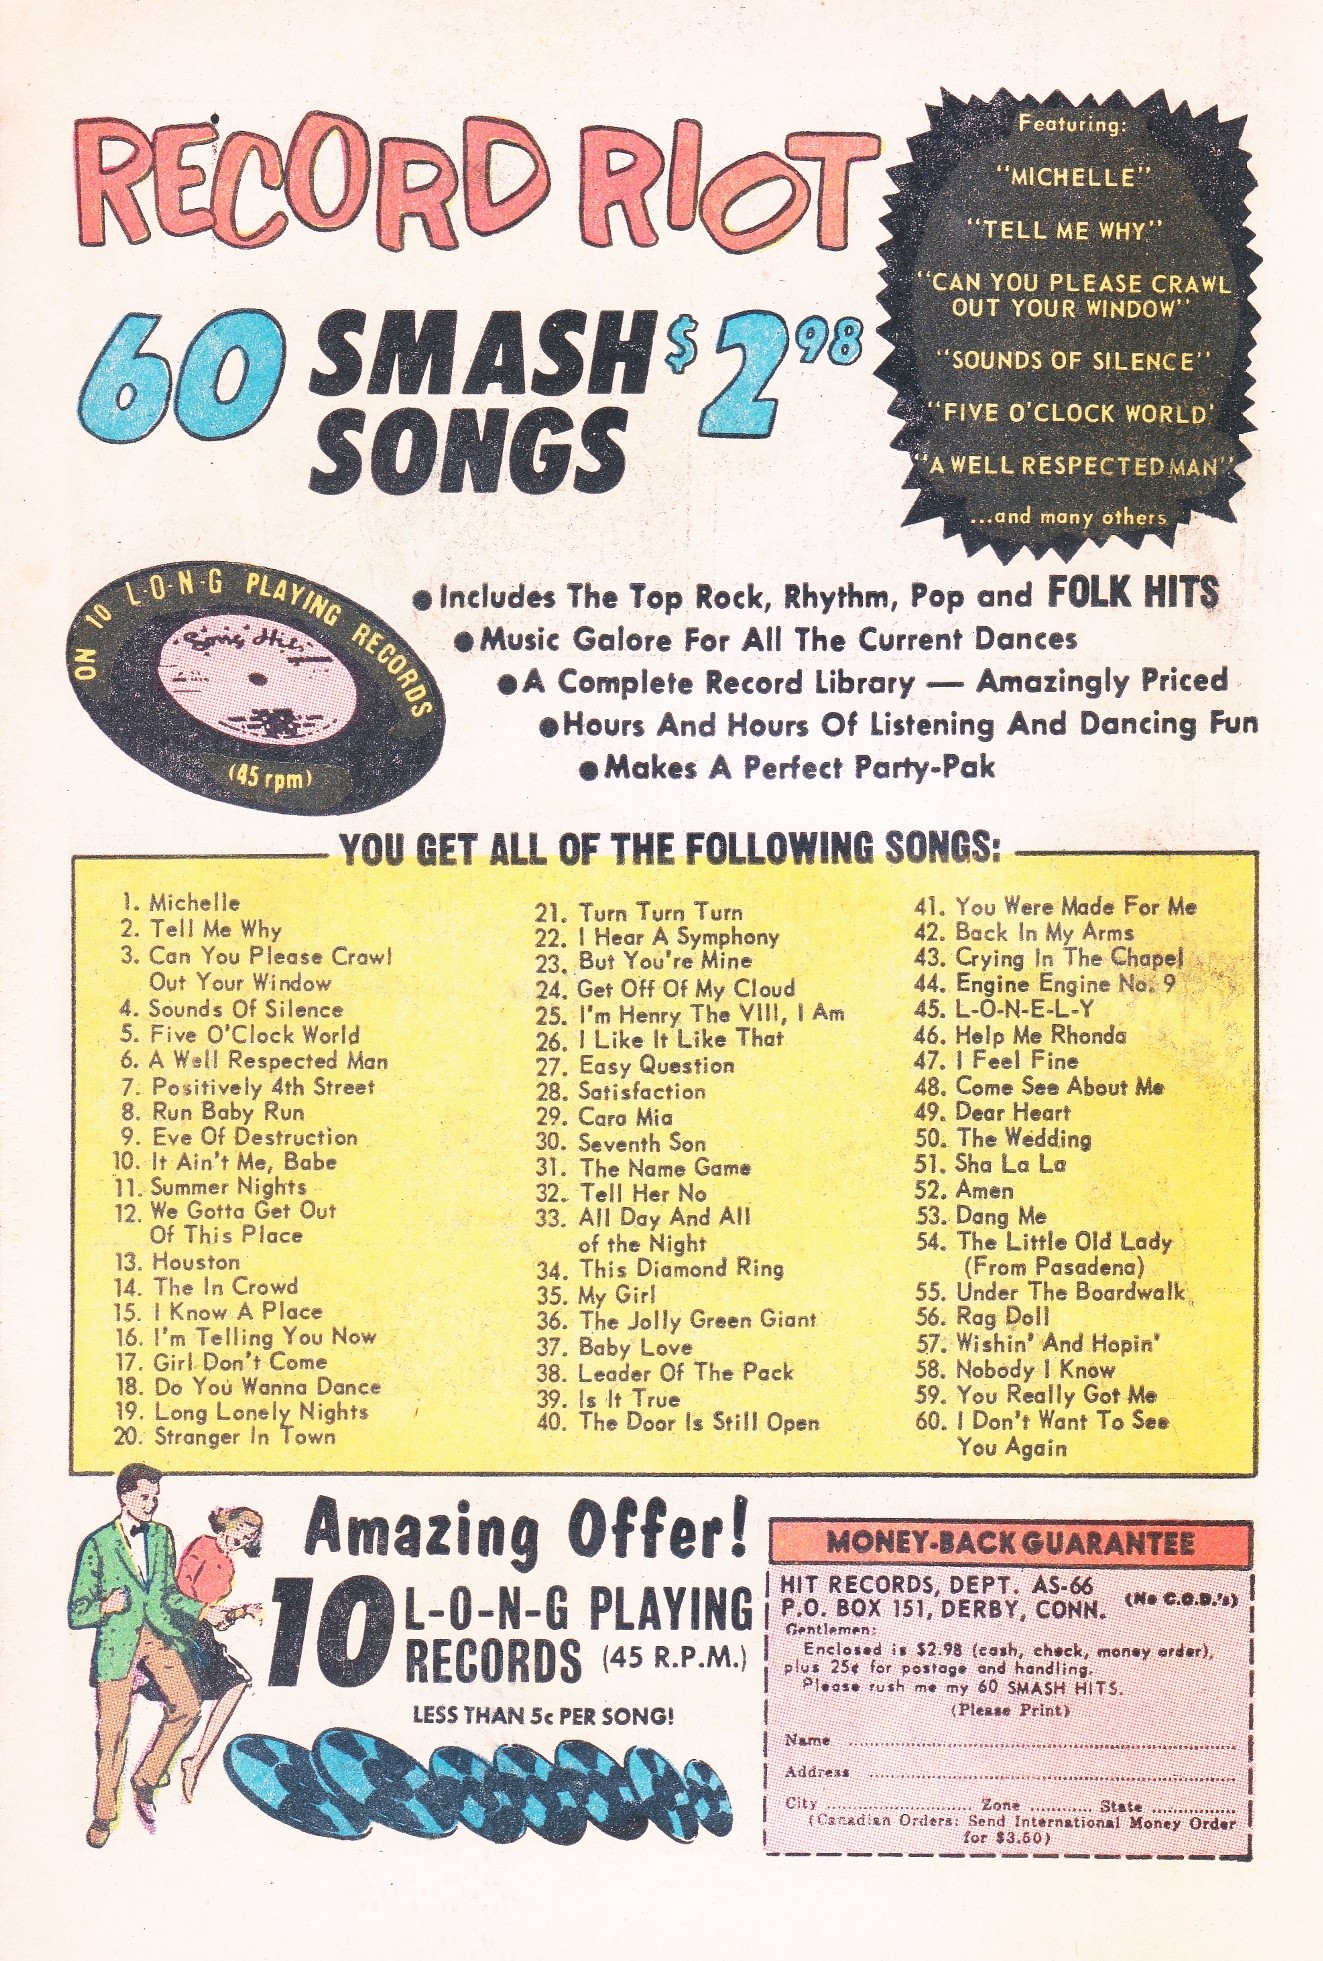 RECORD RIOT
60 SMASH SONGS $2.98
Featuring:
"MICHELLE"
"TELL ME WHY"
"CAN YOU PLEASE CRAWL
OUT YOUR WINDOW"
"SOUNDS OF SILENCE"
"FIVE O'CLOCK WORLD'
"A WELL RESPECTED MAN"
...and many others
ON 10 L-O-N-G PLAYING RECORDS
(45 rpm)
● Includes The Top Rock, Rhythm, Pop and FOLK HITS
● Music Galore For All The Current Dances
● A Complete Record Library — Amazingly Priced
● Hours And Hours Of Listening And Dancing Fun
● Makes A Perfect Party-Pak
YOU GET ALL OF THE FOLLOWING SONGS:
1. Michelle
2. Tell Me Why
3. Can You Please Crawl
Out Your Window
4. Sounds Of Silence
5. Five O'Clock World
6. A Well Respected Man
7. Positively 4th Street
8. Run Baby Run
9. Eve Of Destruction
10. It Ain't Me, Babe
11. Summer Nights
12. We Gotta Get Out
Of This Place
13. Houston
14. The In Crowd
15. I Know A Place
16. I'm Telling You Now
17. Girl Don't Come
18. Do You Wanna Dance
19. Long Lonely Nights
20. Stranger In Town
21. Turn Turn Turn
22. I Hear A Symphony
23. But You're Mine
24. Get Off Of My Cloud
25. I'm Henry The VIII, I Am
26. I Like It Like That
27. Easy Question
28. Satisfaction
29. Cara Mia
30. Seventh Son
31. The Name Game
32. Tell Her No
33. All Day And All
of the Night
34. This Diamond Ring
35. My Girl
36. The Jolly Green Giant
37. Baby Love
38. Leader Of The Pack
39. Is It True
40. The Door Is Still Open
41. You Were Made For Me
42. Back In My Arms
43. Crying In The Chapel
44. Engine Engine No. 9
45. L-O-N-E-L-Y
46. Help Me Rhonda
47. I Feel Fine
48. Come See About Me
49. Dear Heart
50. The Wedding
51. Sha La La
52. Amen
53. Dang Me
54. The Little Old Lady
(From Pasadena)
55. Under The Boardwalk
56. Rag Doll
57. Wishin' And Hopin'
58. Nobody I Know
59. You Really Got Me
60. I Don't Want To See
You Again
Amazing Offer!
10 L-O-N-G PLAYING
RECORDS (45 R.P.M.)
LESS THAN 5c PER SONG!
MONEY-BACK GUARANTEE
HIT RECORDS, DEPT. AS-66
P.O. BOX 151, DERBY, CONN. (No C.O.D.'s)
Gentlemen:
Enclosed is $2.98 (cash, check, money order),
plus 25¢ for postage and handling.
Please rush me my 60 SMASH HITS.
(Please Print)
Name
Address
City Zone State
(Canadian Orders: Send International Money Order
for $3.50)